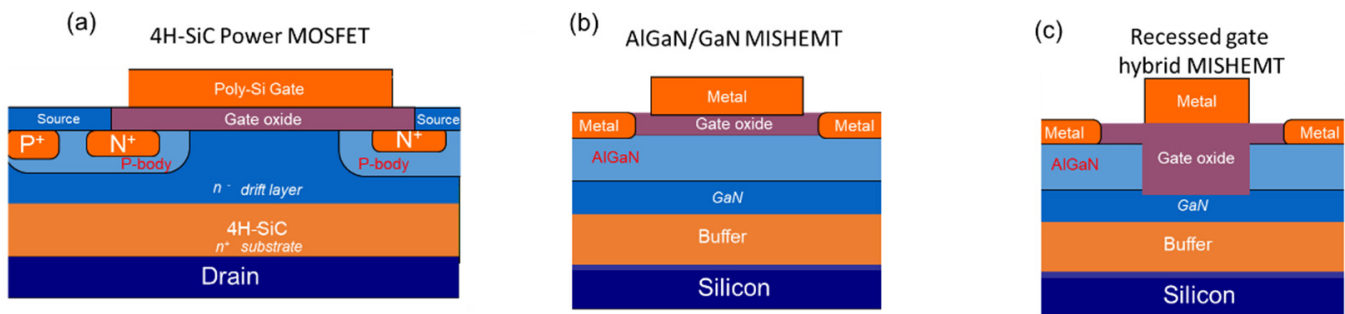 (a)
4H-SiC Power MOSFET
Poly-Si Gate
Source
Gate oxide
Source
P+
N+
N+
P-body
P-body
n- drift layer
4H-SiC
n+ substrate
Drain
(b)
AlGaN/GaN MISHEMT
Metal
Metal
Gate oxide
Metal
AlGaN
GaN
Buffer
Silicon
(c)
Recessed gate
hybrid MISHEMT
Metal
Metal
Metal
Gate oxide
AlGaN
GaN
Buffer
Silicon